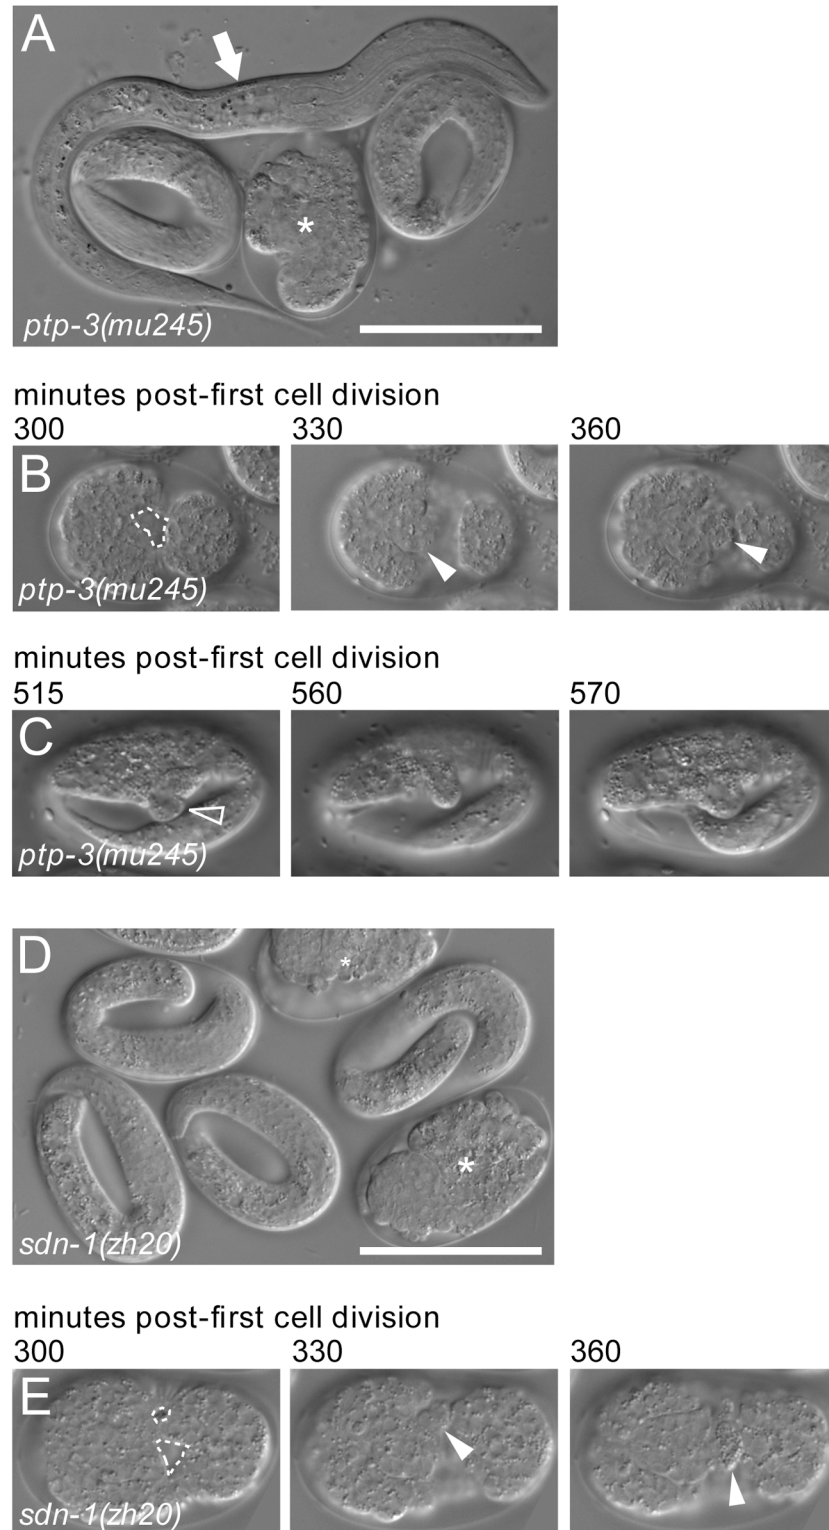 A
*
ptp-3(mu245)
minutes post-first cell division
300 330 360
B
ptp-3(mu245)
minutes post-first cell division
515 560 570
C
ptp-3(mu245)
D
*
*
sdn-1(zh20)
minutes post-first cell division
300 330 360
E
sdn-1(zh20)